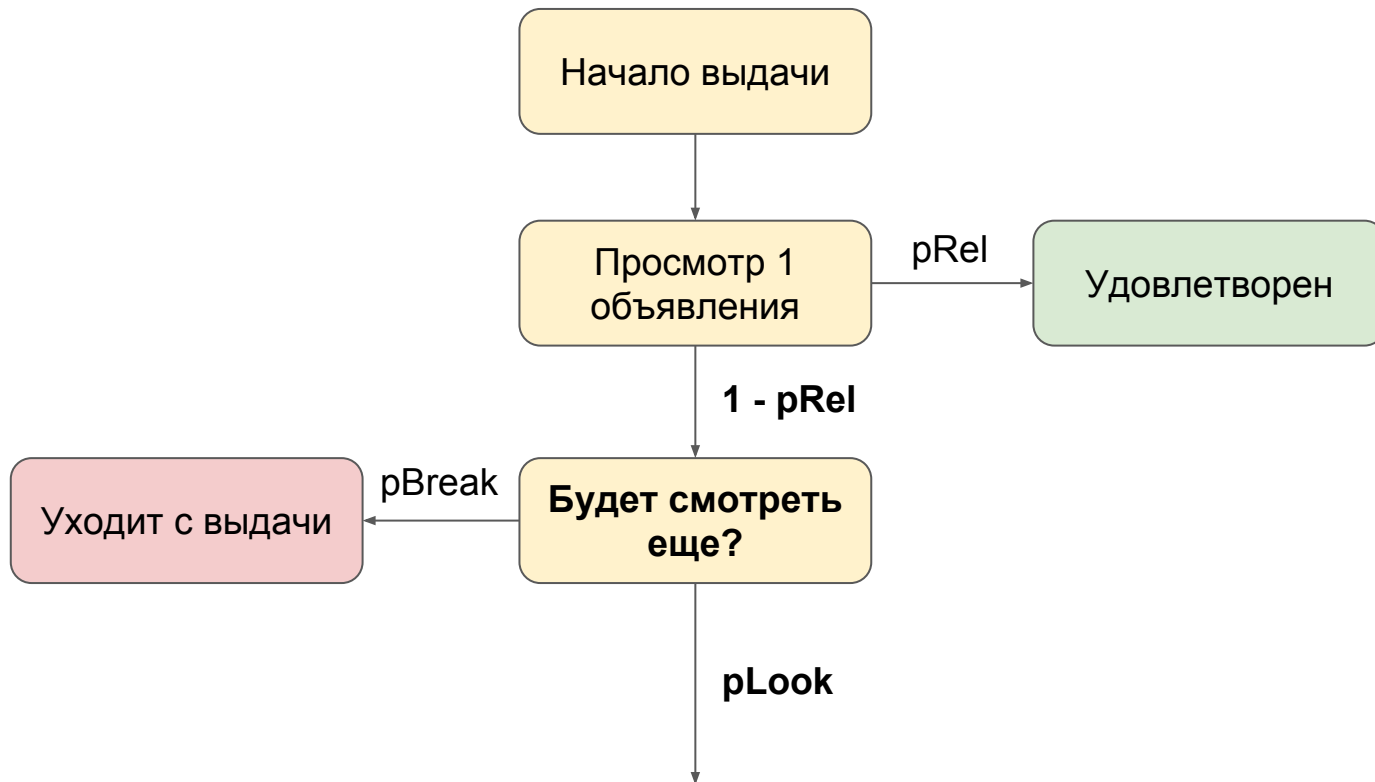 Начало выдачи
Просмотр 1
объявления
pRel
Удовлетворен
1 - pRel
Уходит с выдачи
pBreak
Будет смотреть
еще?
pLook